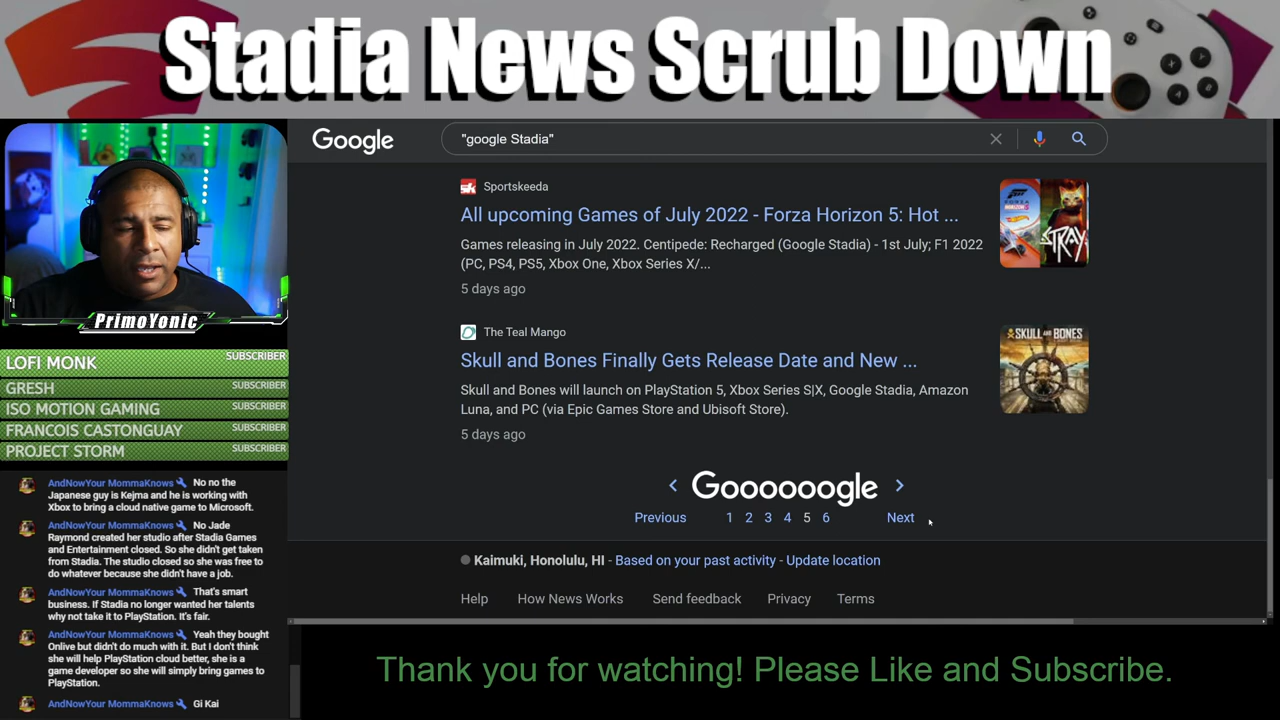 Stadia News Scrub Down
Google
"google Stadia"
Sportskeeda
All upcoming Games of July 2022 - Forza Horizon 5: Hot ...
Games releasing in July 2022. Centipede: Recharged (Google Stadia) - 1st July; F1 2022
(PC, PS4, PS5, Xbox One, Xbox Series X/...
5 days ago
STRAY
The Teal Mango
Skull and Bones Finally Gets Release Date and New ...
Skull and Bones will launch on PlayStation 5, Xbox Series S|X, Google Stadia, Amazon
Luna, and PC (via Epic Games Store and Ubisoft Store).
5 days ago
SKULL AND BONES
< Goooooogle >
Previous 1 2 3 4 5 6 Next
Kaimuki, Honolulu, HI - Based on your past activity - Update location
Help How News Works Send feedback Privacy Terms
PrimoYonic
LOFI MONK SUBSCRIBER
GRESH SUBSCRIBER
ISO MOTION GAMING SUBSCRIBER
FRANCOIS CASTONGUAY SUBSCRIBER
PROJECT STORM SUBSCRIBER
AndNowYour MommaKnows No no the
Japanese guy is Kejma and he is working with
Xbox to bring a cloud native game to Microsoft.
AndNowYour MommaKnows No Jade
Raymond created her studio after Stadia Games
and Entertainment closed. So she didn't get taken
from Stadia. The studio closed so she was free to
do whatever because she didn't have a job.
AndNowYour MommaKnows That's smart
business. If Stadia no longer wanted her talents
why not take it to PlayStation. It's fair.
AndNowYour MommaKnows Yeah they bought
Onlive but didn't do much with it. But I don't think
she will help PlayStation cloud better, she is a
game developer so she will simply bring games to
PlayStation.
AndNowYour MommaKnows Gi Kai
Thank you for watching! Please Like and Subscribe.